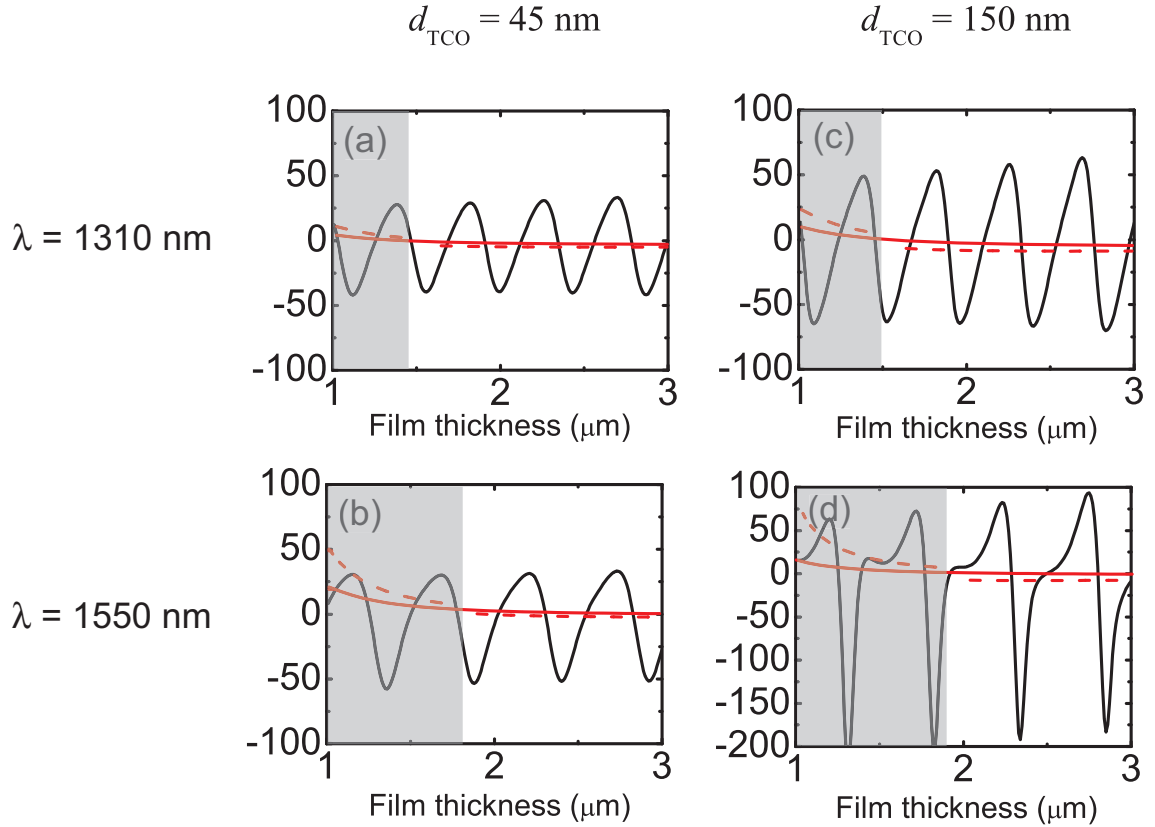 d_TCO = 45 nm
d_TCO = 150 nm
λ = 1310 nm
100
50
0
-50
-100
(a)
1
2
3
Film thickness (μm)
100
50
0
-50
-100
(c)
1
2
3
Film thickness (μm)
λ = 1550 nm
100
50
0
-50
-100
(b)
1
2
3
Film thickness (μm)
100
50
0
-50
-100
-150
-200
(d)
1
2
3
Film thickness (μm)